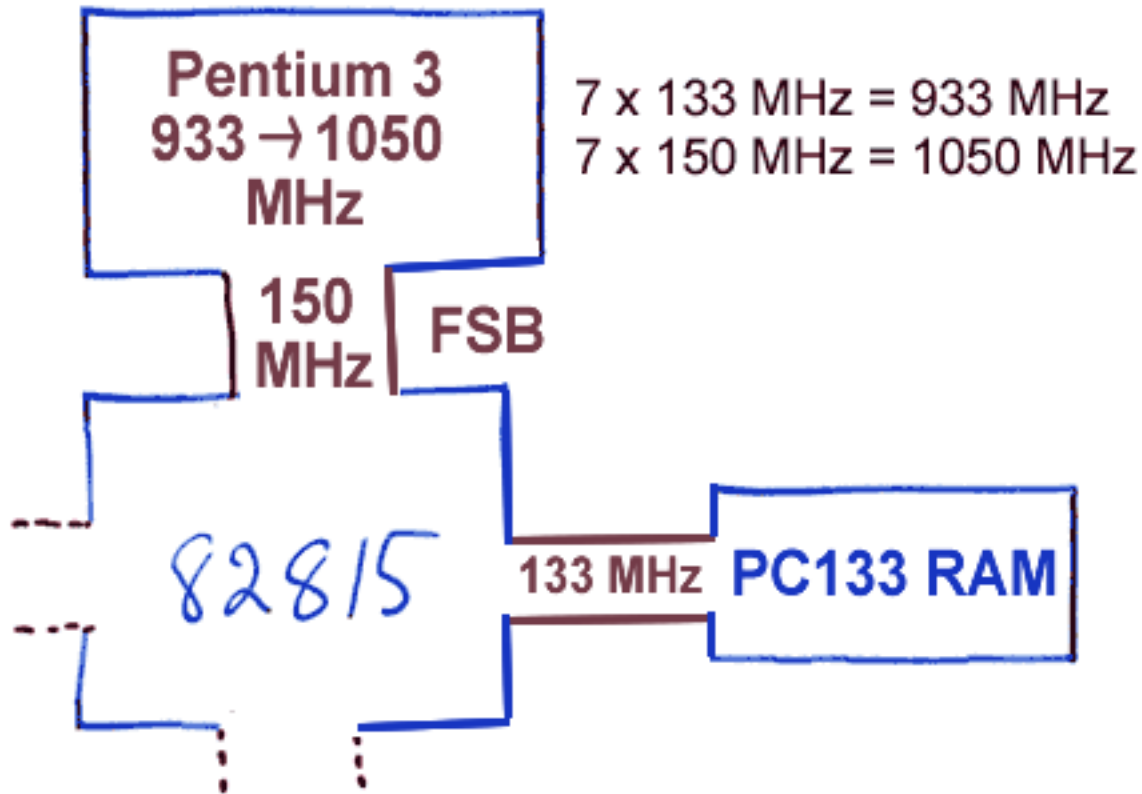 Pentium 3
933 → 1050
MHz
7 x 133 MHz = 933 MHz
7 x 150 MHz = 1050 MHz
150
MHz
FSB
82815
133 MHz
PC133 RAM